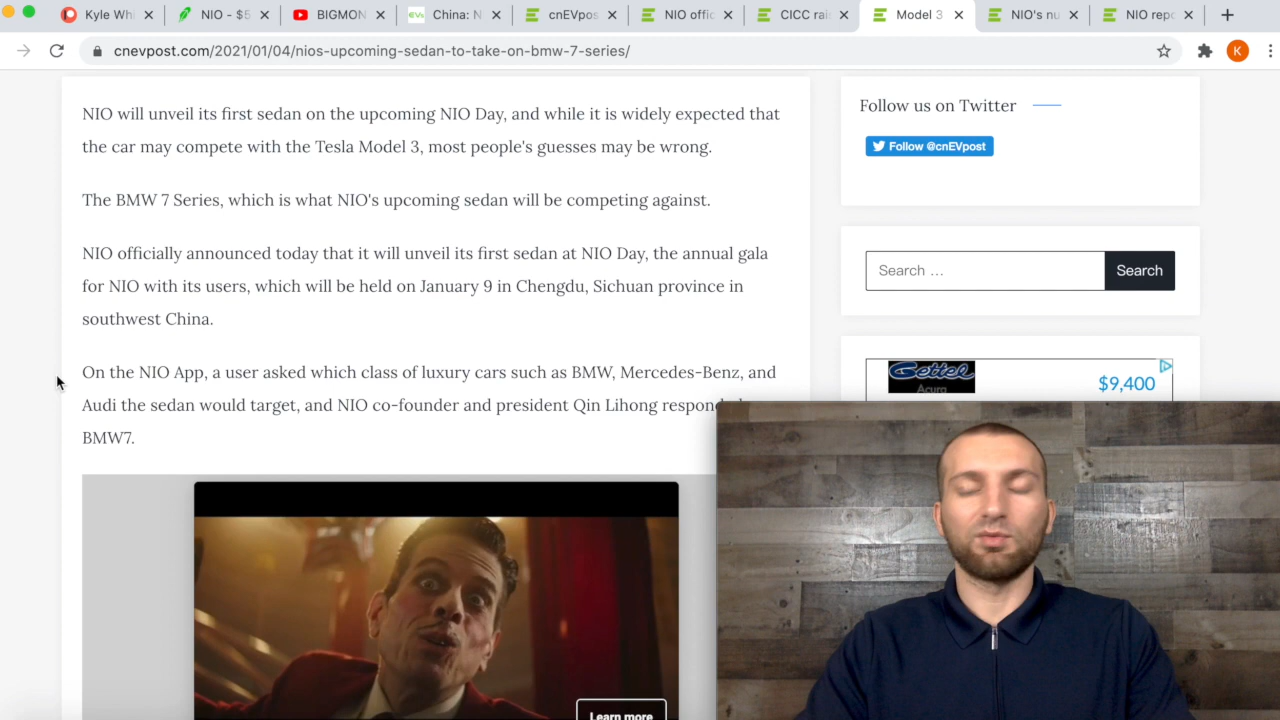 Kyle Whi
NIO - $5
BIGMON
China: N
cnEVpos
NIO offic
CICC rai
Model 3
NIO's nu
NIO repo
cnevpost.com/2021/01/04/nios-upcoming-sedan-to-take-on-bmw-7-series/
K
NIO will unveil its first sedan on the upcoming NIO Day, and while it is widely expected that
the car may compete with the Tesla Model 3, most people's guesses may be wrong.
The BMW 7 Series, which is what NIO's upcoming sedan will be competing against.
NIO officially announced today that it will unveil its first sedan at NIO Day, the annual gala
for NIO with its users, which will be held on January 9 in Chengdu, Sichuan province in
southwest China.
On the NIO App, a user asked which class of luxury cars such as BMW, Mercedes-Benz, and
Audi the sedan would target, and NIO co-founder and president Qin Lihong responded
BMW7.
Learn more
Follow us on Twitter
Follow @cnEVpost
Search …
Search
Gettel
Acura
$9,400